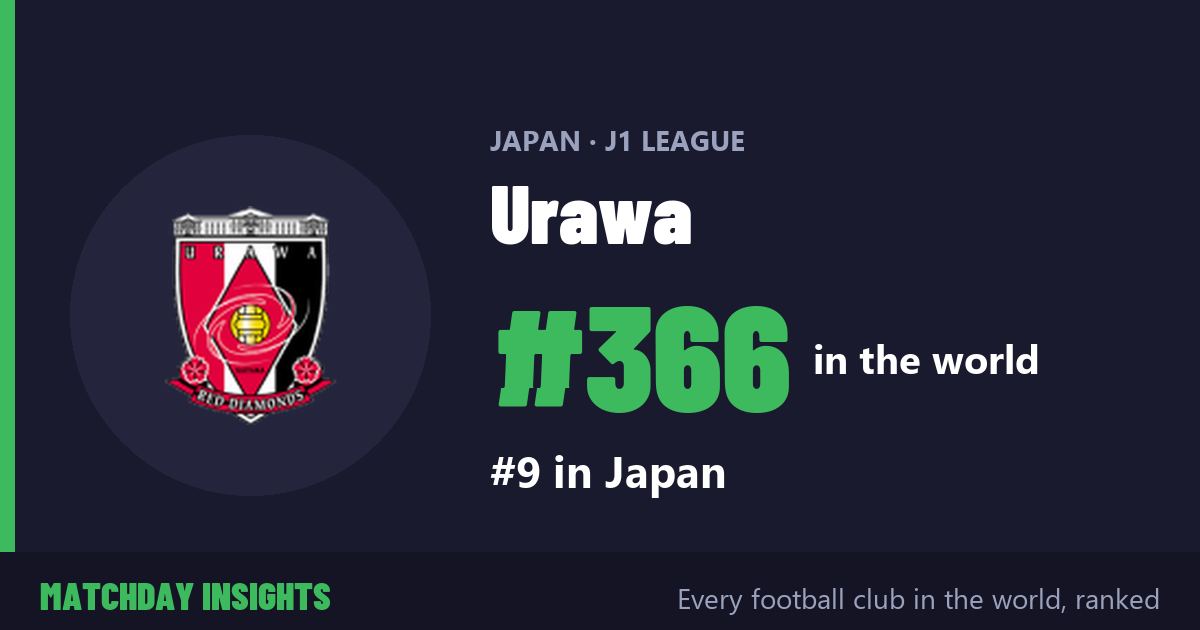 JAPAN · J1 LEAGUE
Urawa
#366 in the world
#9 in Japan
URAWA
RED DIAMONDS
MATCHDAY INSIGHTS
Every football club in the world, ranked